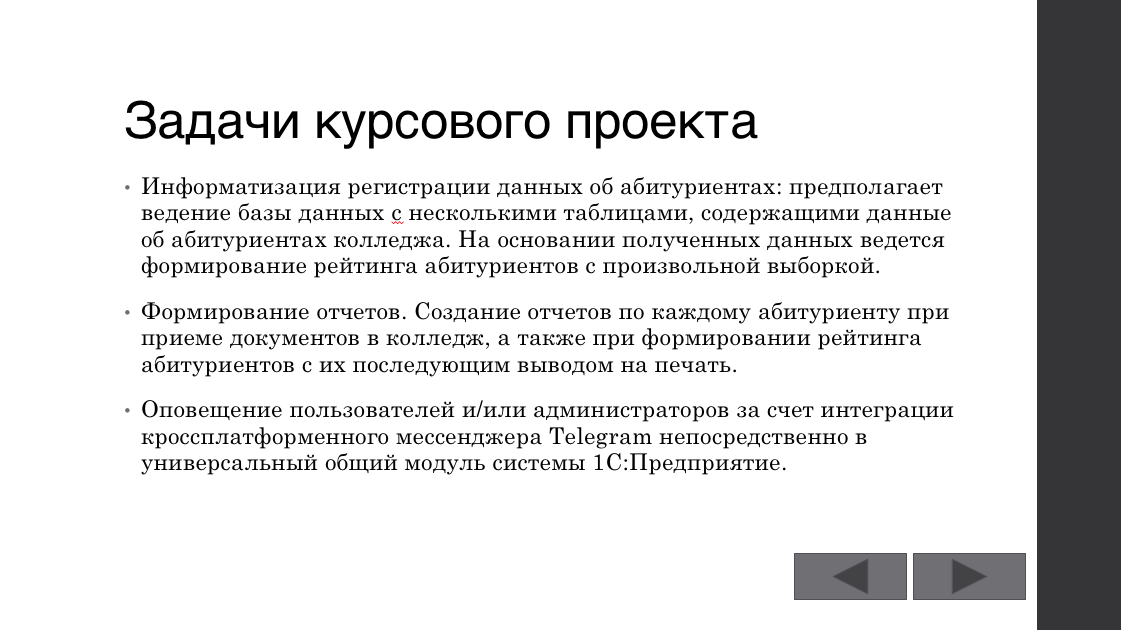 Задачи курсового проекта
• Информатизация регистрации данных об абитуриентах: предполагает
ведение базы данных с несколькими таблицами, содержащими данные
об абитуриентах колледжа. На основании полученных данных ведется
формирование рейтинга абитуриентов с произвольной выборкой.
• Формирование отчетов. Создание отчетов по каждому абитуриенту при
приеме документов в колледж, а также при формировании рейтинга
абитуриентов с их последующим выводом на печать.
• Оповещение пользователей и/или администраторов за счет интеграции
кроссплатформенного мессенджера Telegram непосредственно в
универсальный общий модуль системы 1С:Предприятие.